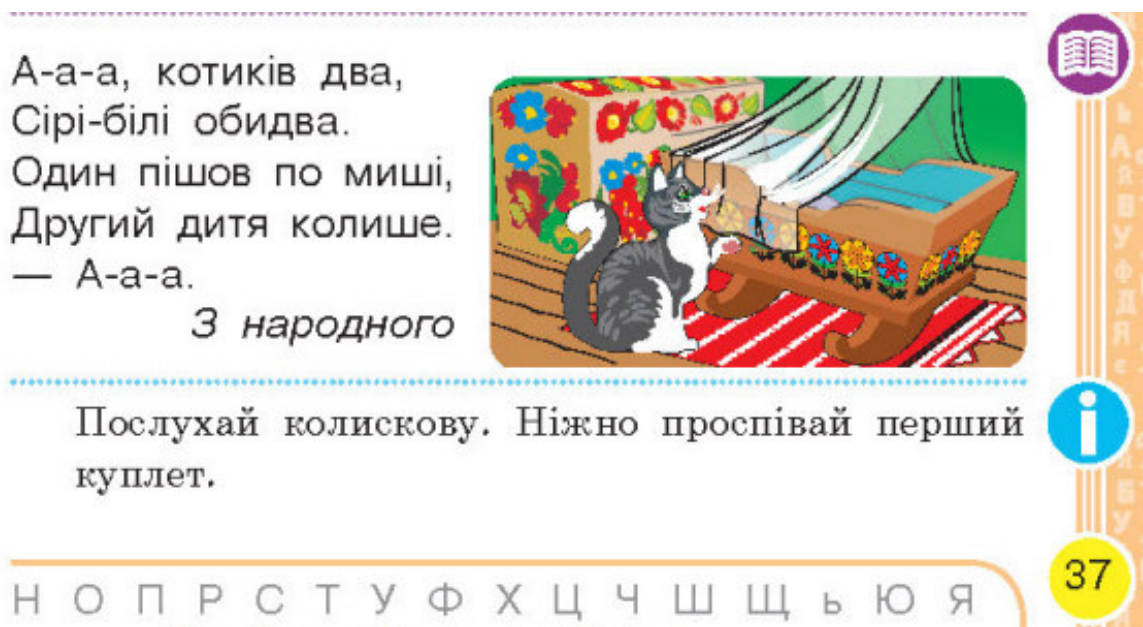 А-а-а, котиків два,
Сірі-білі обидва.
Один пішов по миші,
Другий дитя колише.
— А-а-а.
З народного
Послухай колискову. Ніжно проспівай перший
куплет.
37
Н О П Р С Т У Ф Х Ц Ч Ш Щ ь Ю Я